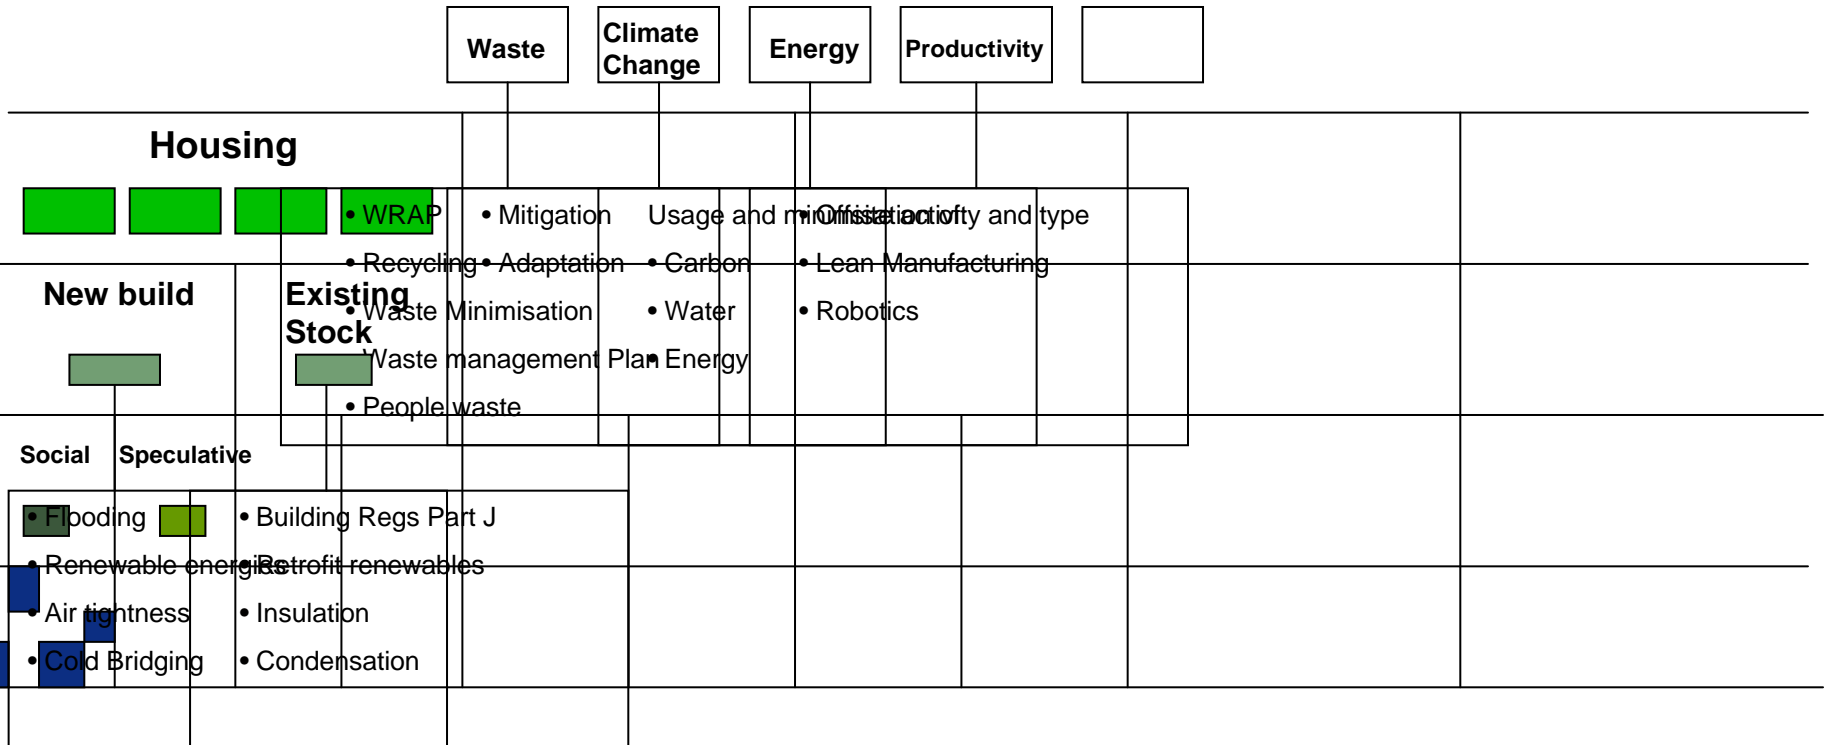 Waste
Climate
Change
Energy
Productivity
Housing
• WRAP
• Recycling
• Waste Minimisation
Waste management Plan
• People waste
• Mitigation
• Adaptation
Usage and minimisation of
• Carbon
• Water
• Energy
• Offsite activity and type
• Lean Manufacturing
• Robotics
New build
Existing
Stock
Social
Speculative
• Flooding
• Renewable energies
• Air tightness
• Cold Bridging
• Building Regs Part J
• Retrofit renewables
• Insulation
• Condensation